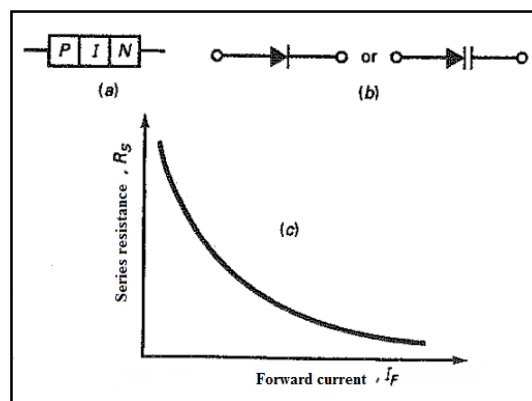 P I N
or
(a)
(b)
Series resistance , R_S
(c)
Forward current , I_F